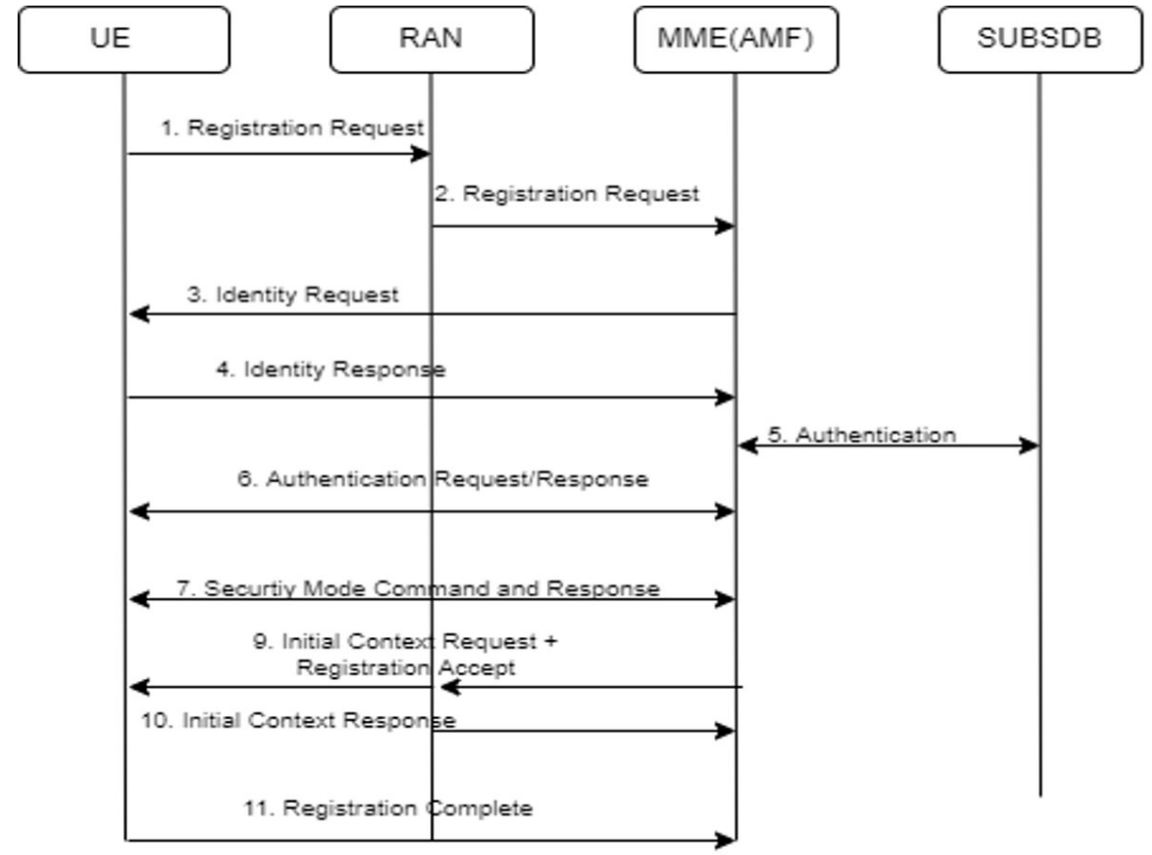 UE
RAN
MME(AMF)
SUBSDB
1. Registration Request
2. Registration Request
3. Identity Request
4. Identity Response
5. Authentication
6. Authentication Request/Response
7. Securtiy Mode Command and Response
9. Initial Context Request +
Registration Accept
10. Initial Context Response
11. Registration Complete